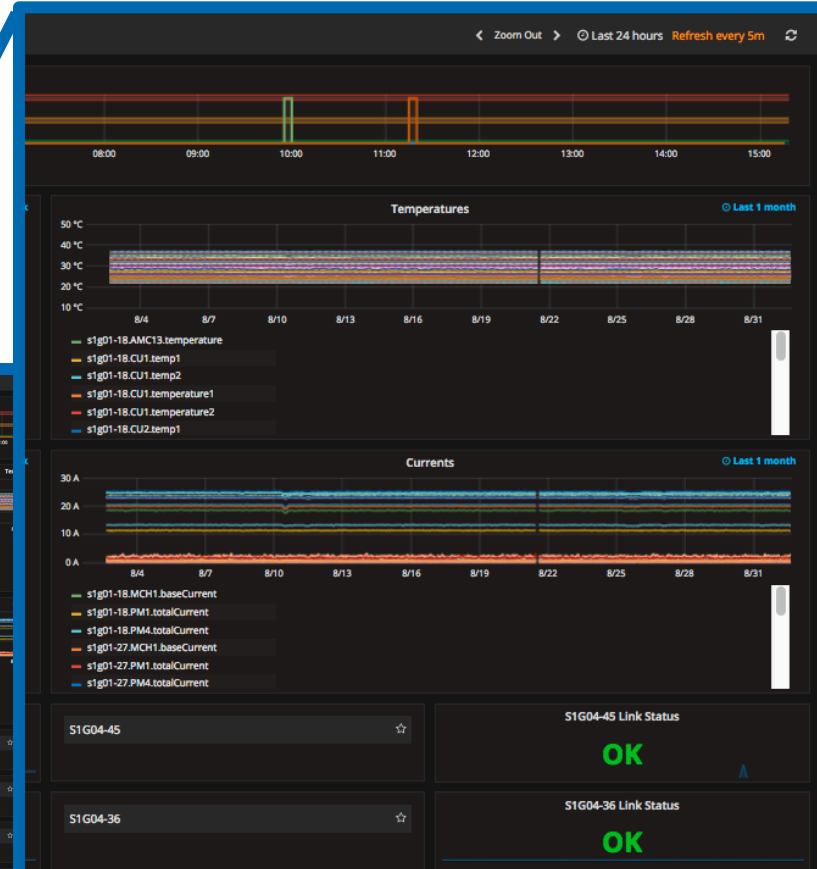 Zoom Out Last 24 hours Refresh every 5m
08:00 09:00 10:00 11:00 12:00 13:00 14:00 15:00
Temperatures Last 1 month
50 °C
40 °C
30 °C
20 °C
10 °C
8/4 8/7 8/10 8/13 8/16 8/19 8/22 8/25 8/28 8/31
s1g01-18.AMC13.temperature
s1g01-18.CU1.temp1
s1g01-18.CU1.temp2
s1g01-18.CU1.temperature1
s1g01-18.CU1.temperature2
s1g01-18.CU2.temp1
Currents Last 1 month
30 A
20 A
10 A
0 A
8/4 8/7 8/10 8/13 8/16 8/19 8/22 8/25 8/28 8/31
s1g01-18.MCH1.baseCurrent
s1g01-18.PM1.totalCurrent
s1g01-18.PM4.totalCurrent
s1g01-27.MCH1.baseCurrent
s1g01-27.PM1.totalCurrent
s1g01-27.PM4.totalCurrent
S1G04-45
S1G04-45 Link Status
OK
S1G04-36
S1G04-36 Link Status
OK